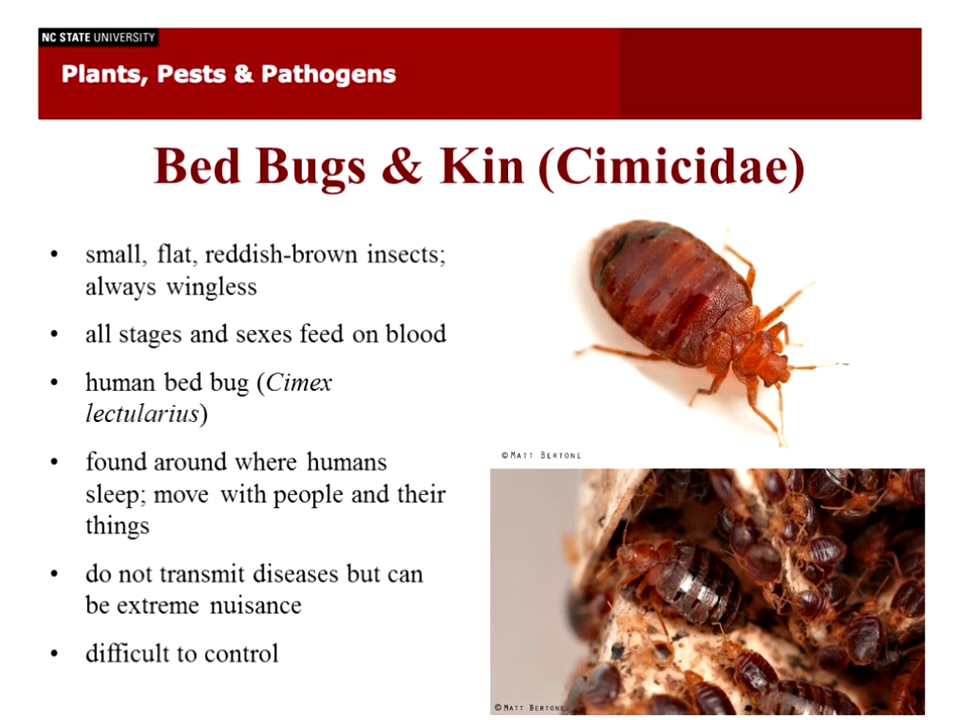 NC STATE UNIVERSITY
Plants, Pests & Pathogens
Bed Bugs & Kin (Cimicidae)
• small, flat, reddish-brown insects;
always wingless
• all stages and sexes feed on blood
• human bed bug (Cimex
lectularius)
• found around where humans
sleep; move with people and their
things
• do not transmit diseases but can
be extreme nuisance
• difficult to control
© MATT BERTONE
© MATT BERTONE